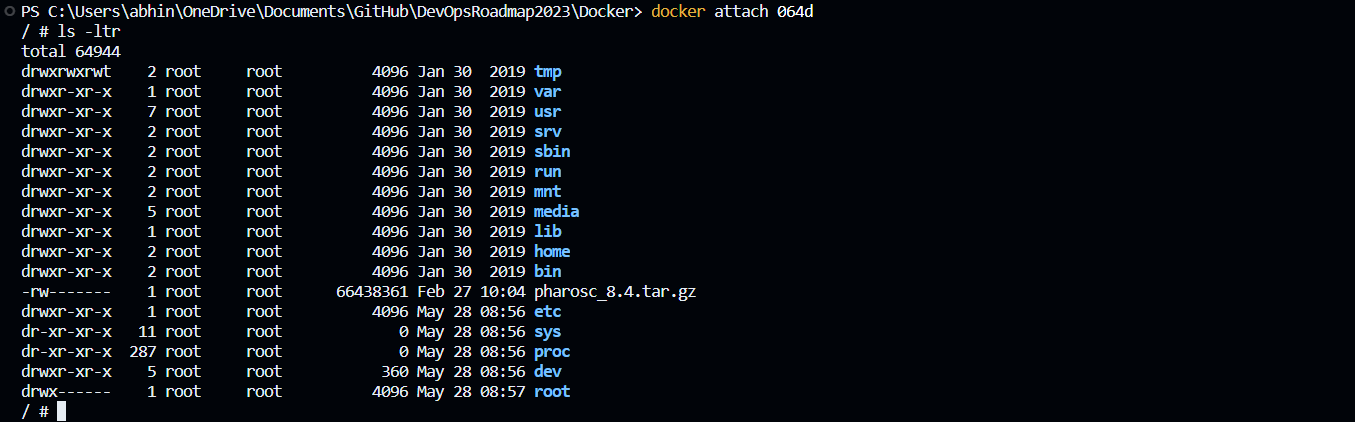 PS C:\Users\abhin\OneDrive\Documents\GitHub\DevOpsRoadmap2023\Docker> docker attach 064d
/ # ls -ltr
total 64944
drwxrwxrwt    2 root     root          4096 Jan 30  2019 tmp
drwxr-xr-x    1 root     root          4096 Jan 30  2019 var
drwxr-xr-x    7 root     root          4096 Jan 30  2019 usr
drwxr-xr-x    2 root     root          4096 Jan 30  2019 srv
drwxr-xr-x    2 root     root          4096 Jan 30  2019 sbin
drwxr-xr-x    2 root     root          4096 Jan 30  2019 run
drwxr-xr-x    2 root     root          4096 Jan 30  2019 mnt
drwxr-xr-x    5 root     root          4096 Jan 30  2019 media
drwxr-xr-x    1 root     root          4096 Jan 30  2019 lib
drwxr-xr-x    2 root     root          4096 Jan 30  2019 home
drwxr-xr-x    2 root     root          4096 Jan 30  2019 bin
-rw-------    1 root     root      66438361 Feb 27 10:04 pharosc_8.4.tar.gz
drwxr-xr-x    1 root     root          4096 May 28 08:56 etc
dr-xr-xr-x   11 root     root             0 May 28 08:56 sys
dr-xr-xr-x  287 root     root             0 May 28 08:56 proc
drwxr-xr-x    5 root     root           360 May 28 08:56 dev
drwx------    1 root     root          4096 May 28 08:57 root
/ #